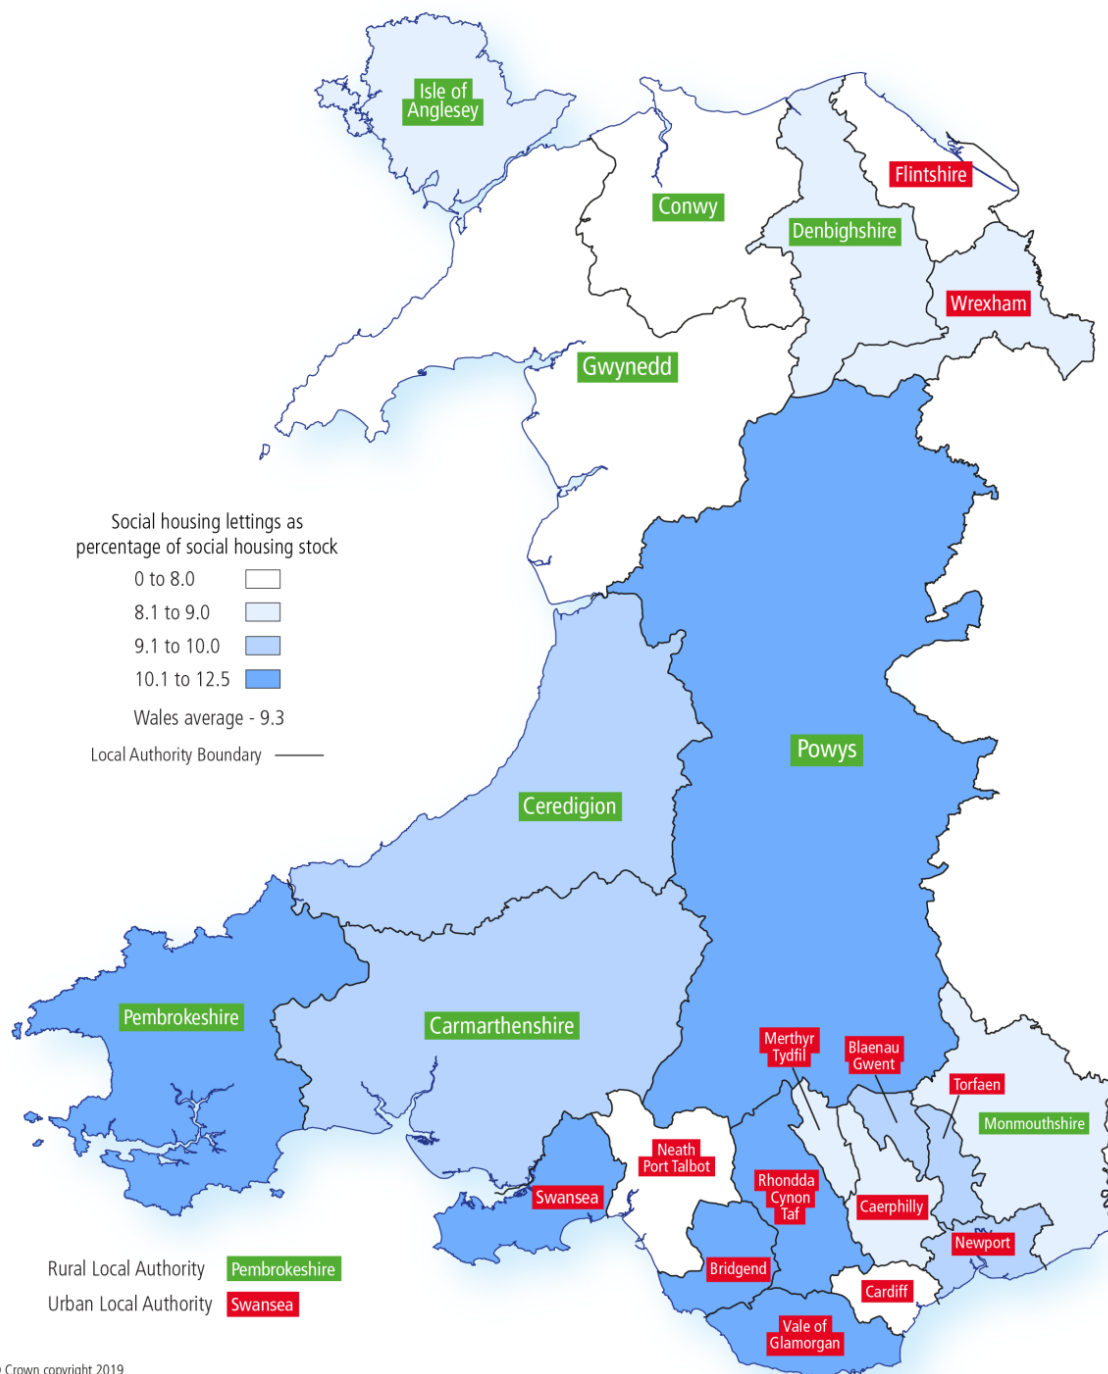 Isle of
Anglesey
Flintshire
Conwy
Denbighshire
Wrexham
Gwynedd
Social housing lettings as
percentage of social housing stock
0 to 8.0
8.1 to 9.0
9.1 to 10.0
10.1 to 12.5
Wales average - 9.3
Local Authority Boundary
Powys
Ceredigion
Pembrokeshire
Carmarthenshire
Merthyr
Tydfil
Blaenau
Gwent
Torfaen
Monmouthshire
Neath
Port Talbot
Rhondda
Cynon
Taf
Swansea
Caerphilly
Newport
Bridgend
Cardiff
Vale of
Glamorgan
Rural Local Authority Pembrokeshire
Urban Local Authority Swansea
Crown copyright 2019